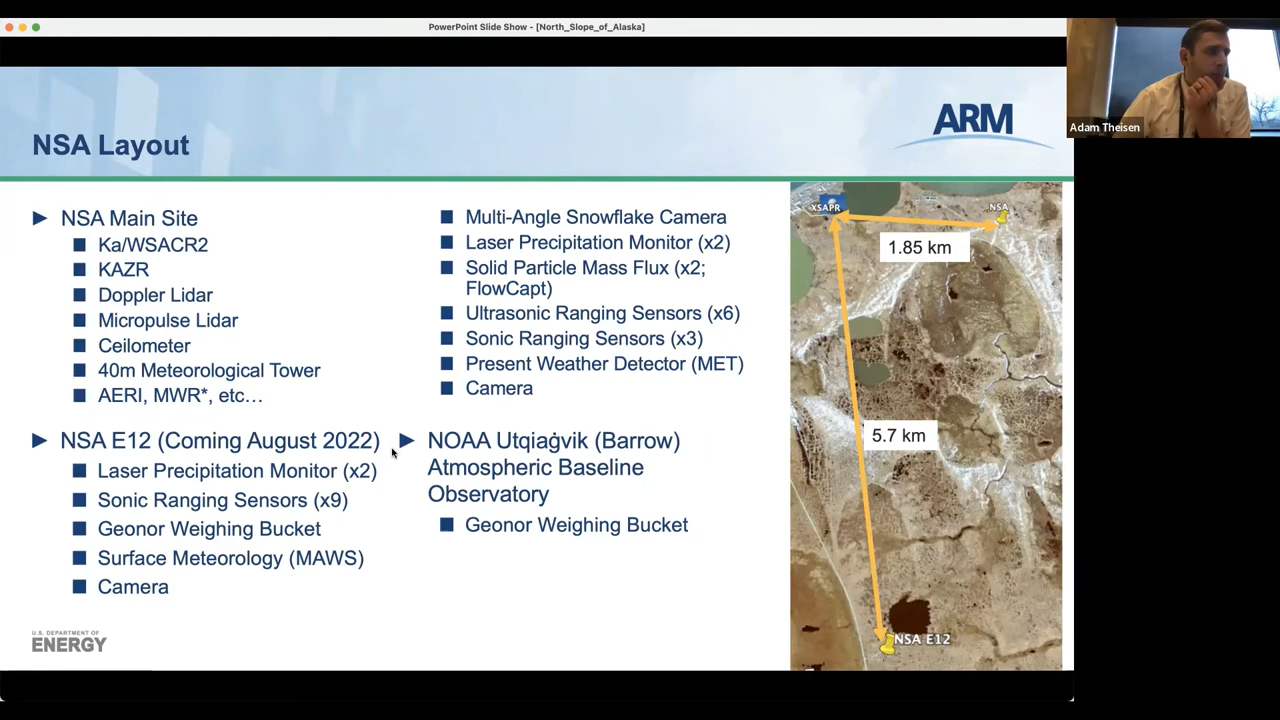 PowerPoint Slide Show - [North_Slope_of_Alaska]
Adam Theisen
NSA Layout
ARM
► NSA Main Site
■ Ka/WSACR2
■ KAZR
■ Doppler Lidar
■ Micropulse Lidar
■ Ceilometer
■ 40m Meteorological Tower
■ AERI, MWR*, etc…
■ Multi-Angle Snowflake Camera
■ Laser Precipitation Monitor (x2)
■ Solid Particle Mass Flux (x2;
FlowCapt)
■ Ultrasonic Ranging Sensors (x6)
■ Sonic Ranging Sensors (x3)
■ Present Weather Detector (MET)
■ Camera
► NSA E12 (Coming August 2022)
■ Laser Precipitation Monitor (x2)
■ Sonic Ranging Sensors (x9)
■ Geonor Weighing Bucket
■ Surface Meteorology (MAWS)
■ Camera
► NOAA Utqiaġvik (Barrow)
Atmospheric Baseline
Observatory
■ Geonor Weighing Bucket
XSAPR
NSA
1.85 km
5.7 km
NSA E12
U.S. DEPARTMENT OF
ENERGY